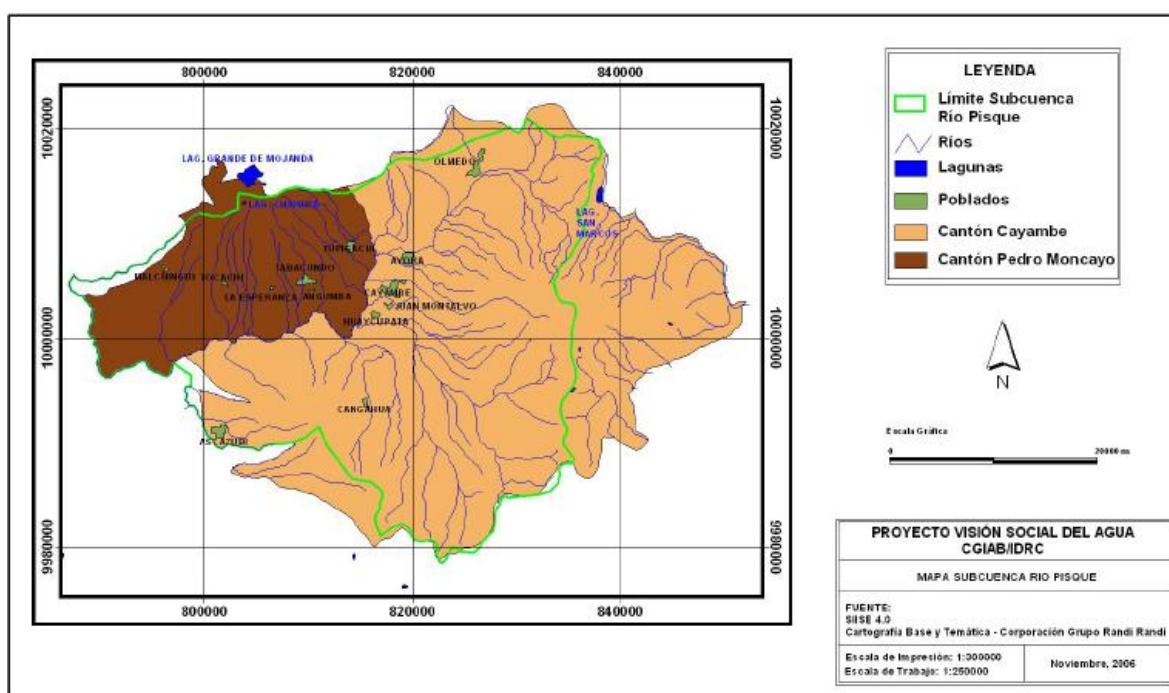 800000 820000 840000
10020000
10020000
LAG. GRANDE DE MOJANDA
OLMEDO
LAG.
SAN
MARCOS
TUPIGACHI
AYORA
MALCHINGUI TOCACHI
TABACUNDO
LA ESPERANZA
CAYAMBE
JUAN MONTALVO
10000000
10000000
CANGAHUA
9980000
9980000
800000 820000 840000
LEYENDA
Límite Subcuenca
Río Pisque
Ríos
Lagunas
Poblados
Cantón Cayambe
Cantón Pedro Moncayo
N
Escala Gráfica
0 20000 m
PROYECTO VISIÓN SOCIAL DEL AGUA
CGIAB/IDRC
MAPA SUBCUENCA RIO PISQUE
FUENTE:
SIISE 4.0
Cartografía Base y Temática - Corporación Grupo Randi Randi
Escala de Impresión: 1:300000
Escala de Trabajo: 1:250000
Noviembre, 2006